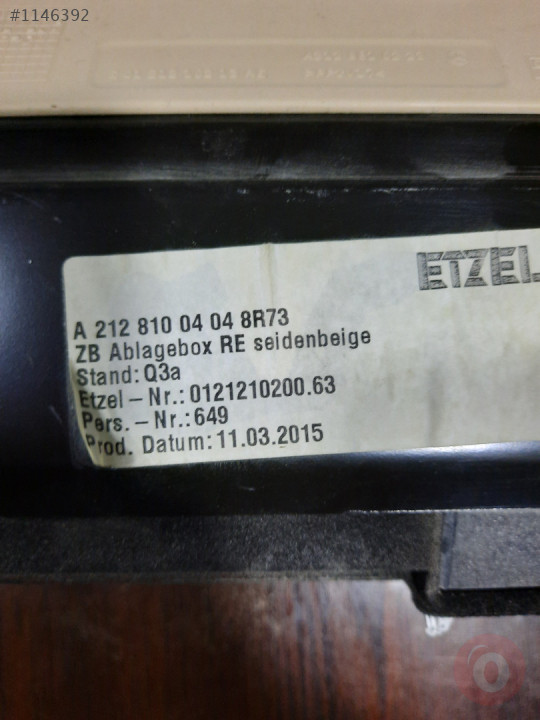 #1146392
ETZEL
A 212 810 04 04 8R73
ZB Ablagebox RE seidenbeige
Stand: Q3a
Etzel – Nr.: 0121210200.63
Pers. – Nr.: 649
Prod. Datum: 11.03.2015